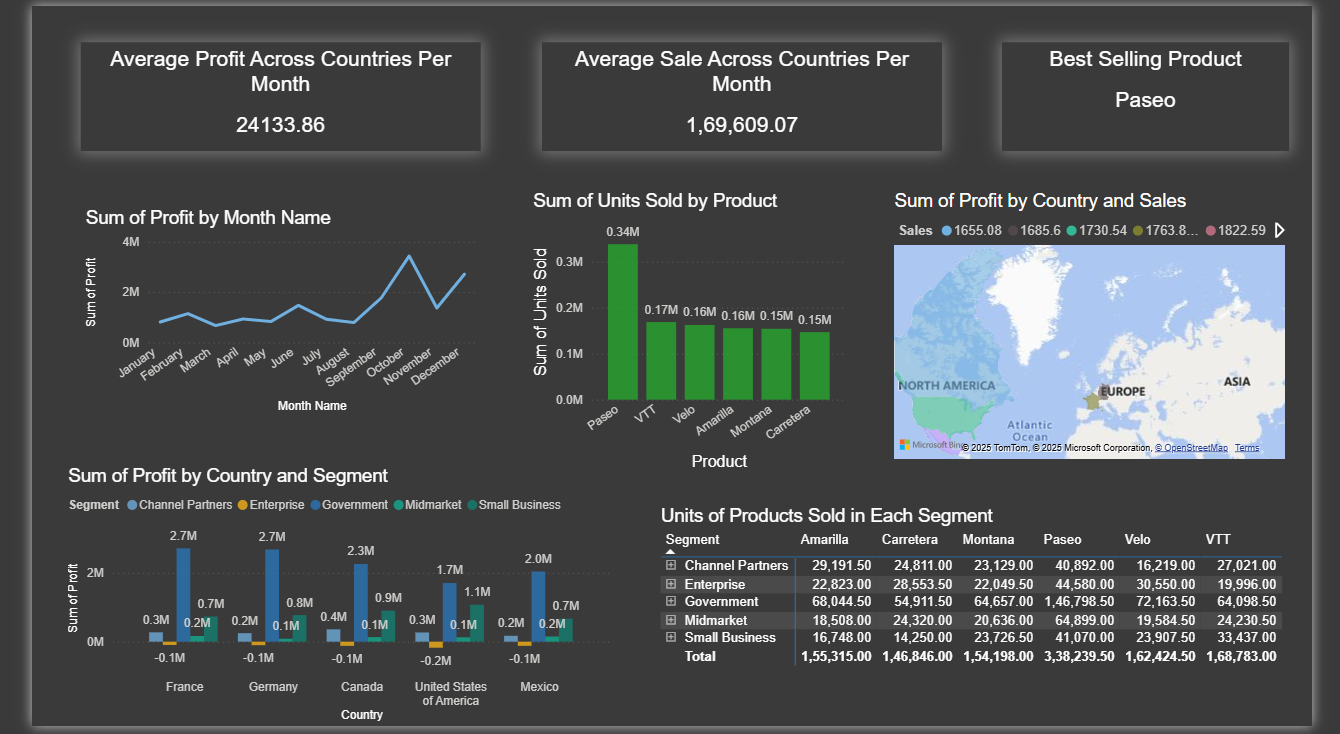 Average Profit Across Countries Per
Month
24133.86
Average Sale Across Countries Per
Month
1,69,609.07
Best Selling Product
Paseo
Sum of Profit by Month Name
Sum of Profit
4M
2M
0M
January
February
March
April
May
June
July
August
September
October
November
December
Month Name
Sum of Units Sold by Product
Sum of Units Sold
0.3M
0.2M
0.1M
0.0M
0.34M
0.17M
0.16M
0.16M
0.15M
0.15M
Paseo
VTT
Velo
Amarilla
Montana
Carretera
Product
Sum of Profit by Country and Sales
Sales 1655.08 1685.6 1730.54 1763.8... 1822.59
NORTH AMERICA
EUROPE
ASIA
Atlantic
Ocean
Microsoft Bing
© 2025 TomTom, © 2025 Microsoft Corporation, © OpenStreetMap Terms
Sum of Profit by Country and Segment
Segment Channel Partners Enterprise Government Midmarket Small Business
Sum of Profit
2M
0M
0.3M
-0.1M
2.7M
0.2M
0.7M
0.2M
-0.1M
2.7M
0.1M
0.8M
0.4M
-0.1M
2.3M
0.1M
0.9M
0.3M
-0.2M
1.7M
0.1M
1.1M
0.2M
-0.1M
2.0M
0.2M
0.7M
France
Germany
Canada
United States
of America
Mexico
Country
Units of Products Sold in Each Segment
Segment Amarilla Carretera Montana Paseo Velo VTT
Channel Partners 29,191.50 24,811.00 23,129.00 40,892.00 16,219.00 27,021.00
Enterprise 22,823.00 28,553.50 22,049.50 44,580.00 30,550.00 19,996.00
Government 68,044.50 54,911.50 64,657.00 1,46,798.50 72,163.50 64,098.50
Midmarket 18,508.00 24,320.00 20,636.00 64,899.00 19,584.50 24,230.50
Small Business 16,748.00 14,250.00 23,726.50 41,070.00 23,907.50 33,437.00
Total 1,55,315.00 1,46,846.00 1,54,198.00 3,38,239.50 1,62,424.50 1,68,783.00